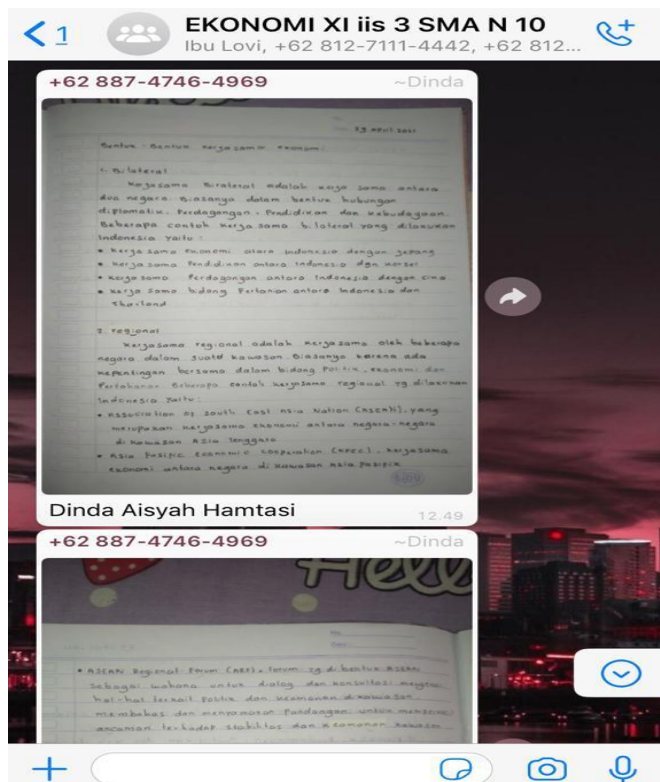 1
EKONOMI XI iis 3 SMA N 10
Ibu Lovi, +62 812-7111-4442, +62 812...
+62 887-4746-4969 ~Dinda
29 April 2021
Bentuk - Bentuk kerja sama ekonomi
1. Bilateral
kerjasama Birateral adalah kerja sama antara
dua negara. Biasanya dalam bentuk hubungan
diplomatik, Perdagangan, Pendidikan dan kebudayaan.
Beberapa contoh kerja sama bilateral yang dilakukan
Indonesia yaitu :
• kerja sama ekonomi antara indonesia dengan jepang
• kerja sama Pendidikan antara Indonesia dgn korsel
• kerja sama Perdagangan antara Indonesia dengan cina
• kerja sama bidang Pertanian antara Indonesia dan
Thailand
2. regional
kerjasama regional adalah kerjasama oleh beberapa
negara dalam suatu kawasan. Biasanya karena ada
kepentingan bersama dalam bidang Politik, ekonomi dan
Pertahanan. Beberapa contoh kerjasama regional yg dilakukan
Indonesia yaitu :
• Association of South East Asia Nation (ASEAN), yang
merupakan kerjasama ekonomi antara negara-negara
di kawasan Asia Tenggara
• Asia Pasific Economic Cooperation (APEC), kerjasama
ekonomi antara negara di kawasan Asia Pasifik
Dinda Aisyah Hamtasi
12.49
+62 887-4746-4969 ~Dinda
Hello
• ASEAN Regional Forum (ARF), Forum yg di bentuk ASEAN
sebagai wahana untuk dialog dan konsultasi mengenai
hal-hal terkait Politik dan keamanan di kawasan,
membahas dan menyamakan Pandangan untuk
ancaman terhadap stabilitas dan keamanan kawasan